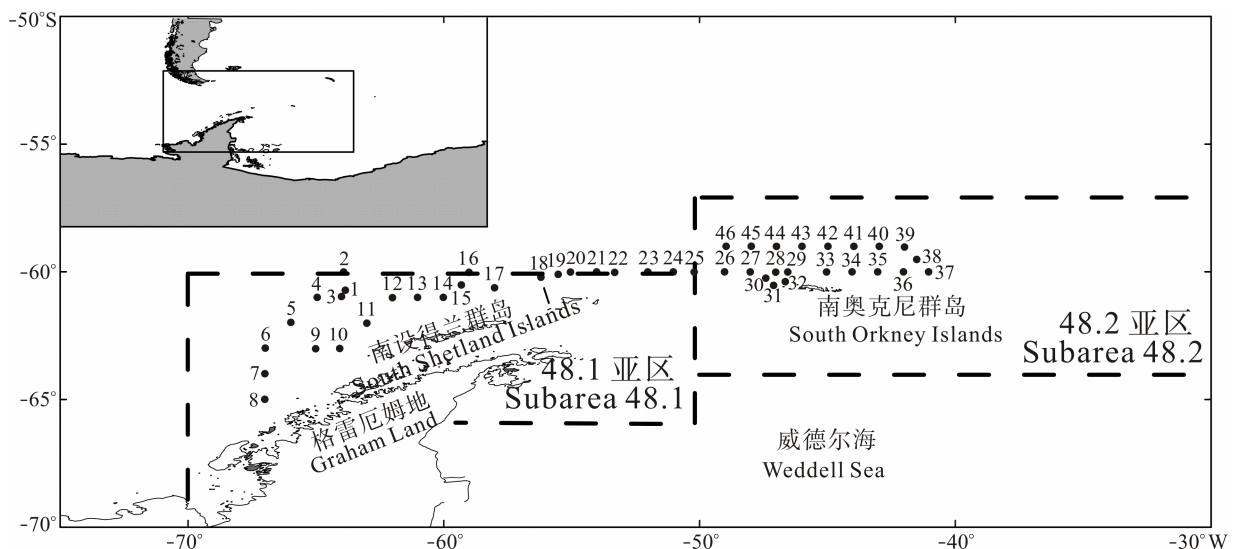 -50°S
-55°
-60°
-65°
-70°
2
16
18 19 20 21 22 23 24 25
46 45 44 43 42 41 40 39
26 27 28 29 33 34 35 38
37
36
30 32
31
4 3 1 12 13 14 15 17
5 11
6 9 10
7
8
南设得兰群岛
South Shetland Islands
格雷厄姆地
Graham Land
48.1 亚区
Subarea 48.1
南奥克尼群岛
South Orkney Islands
48.2 亚区
Subarea 48.2
威德尔海
Weddell Sea
-70°
-60°
-50°
-40°
-30°W